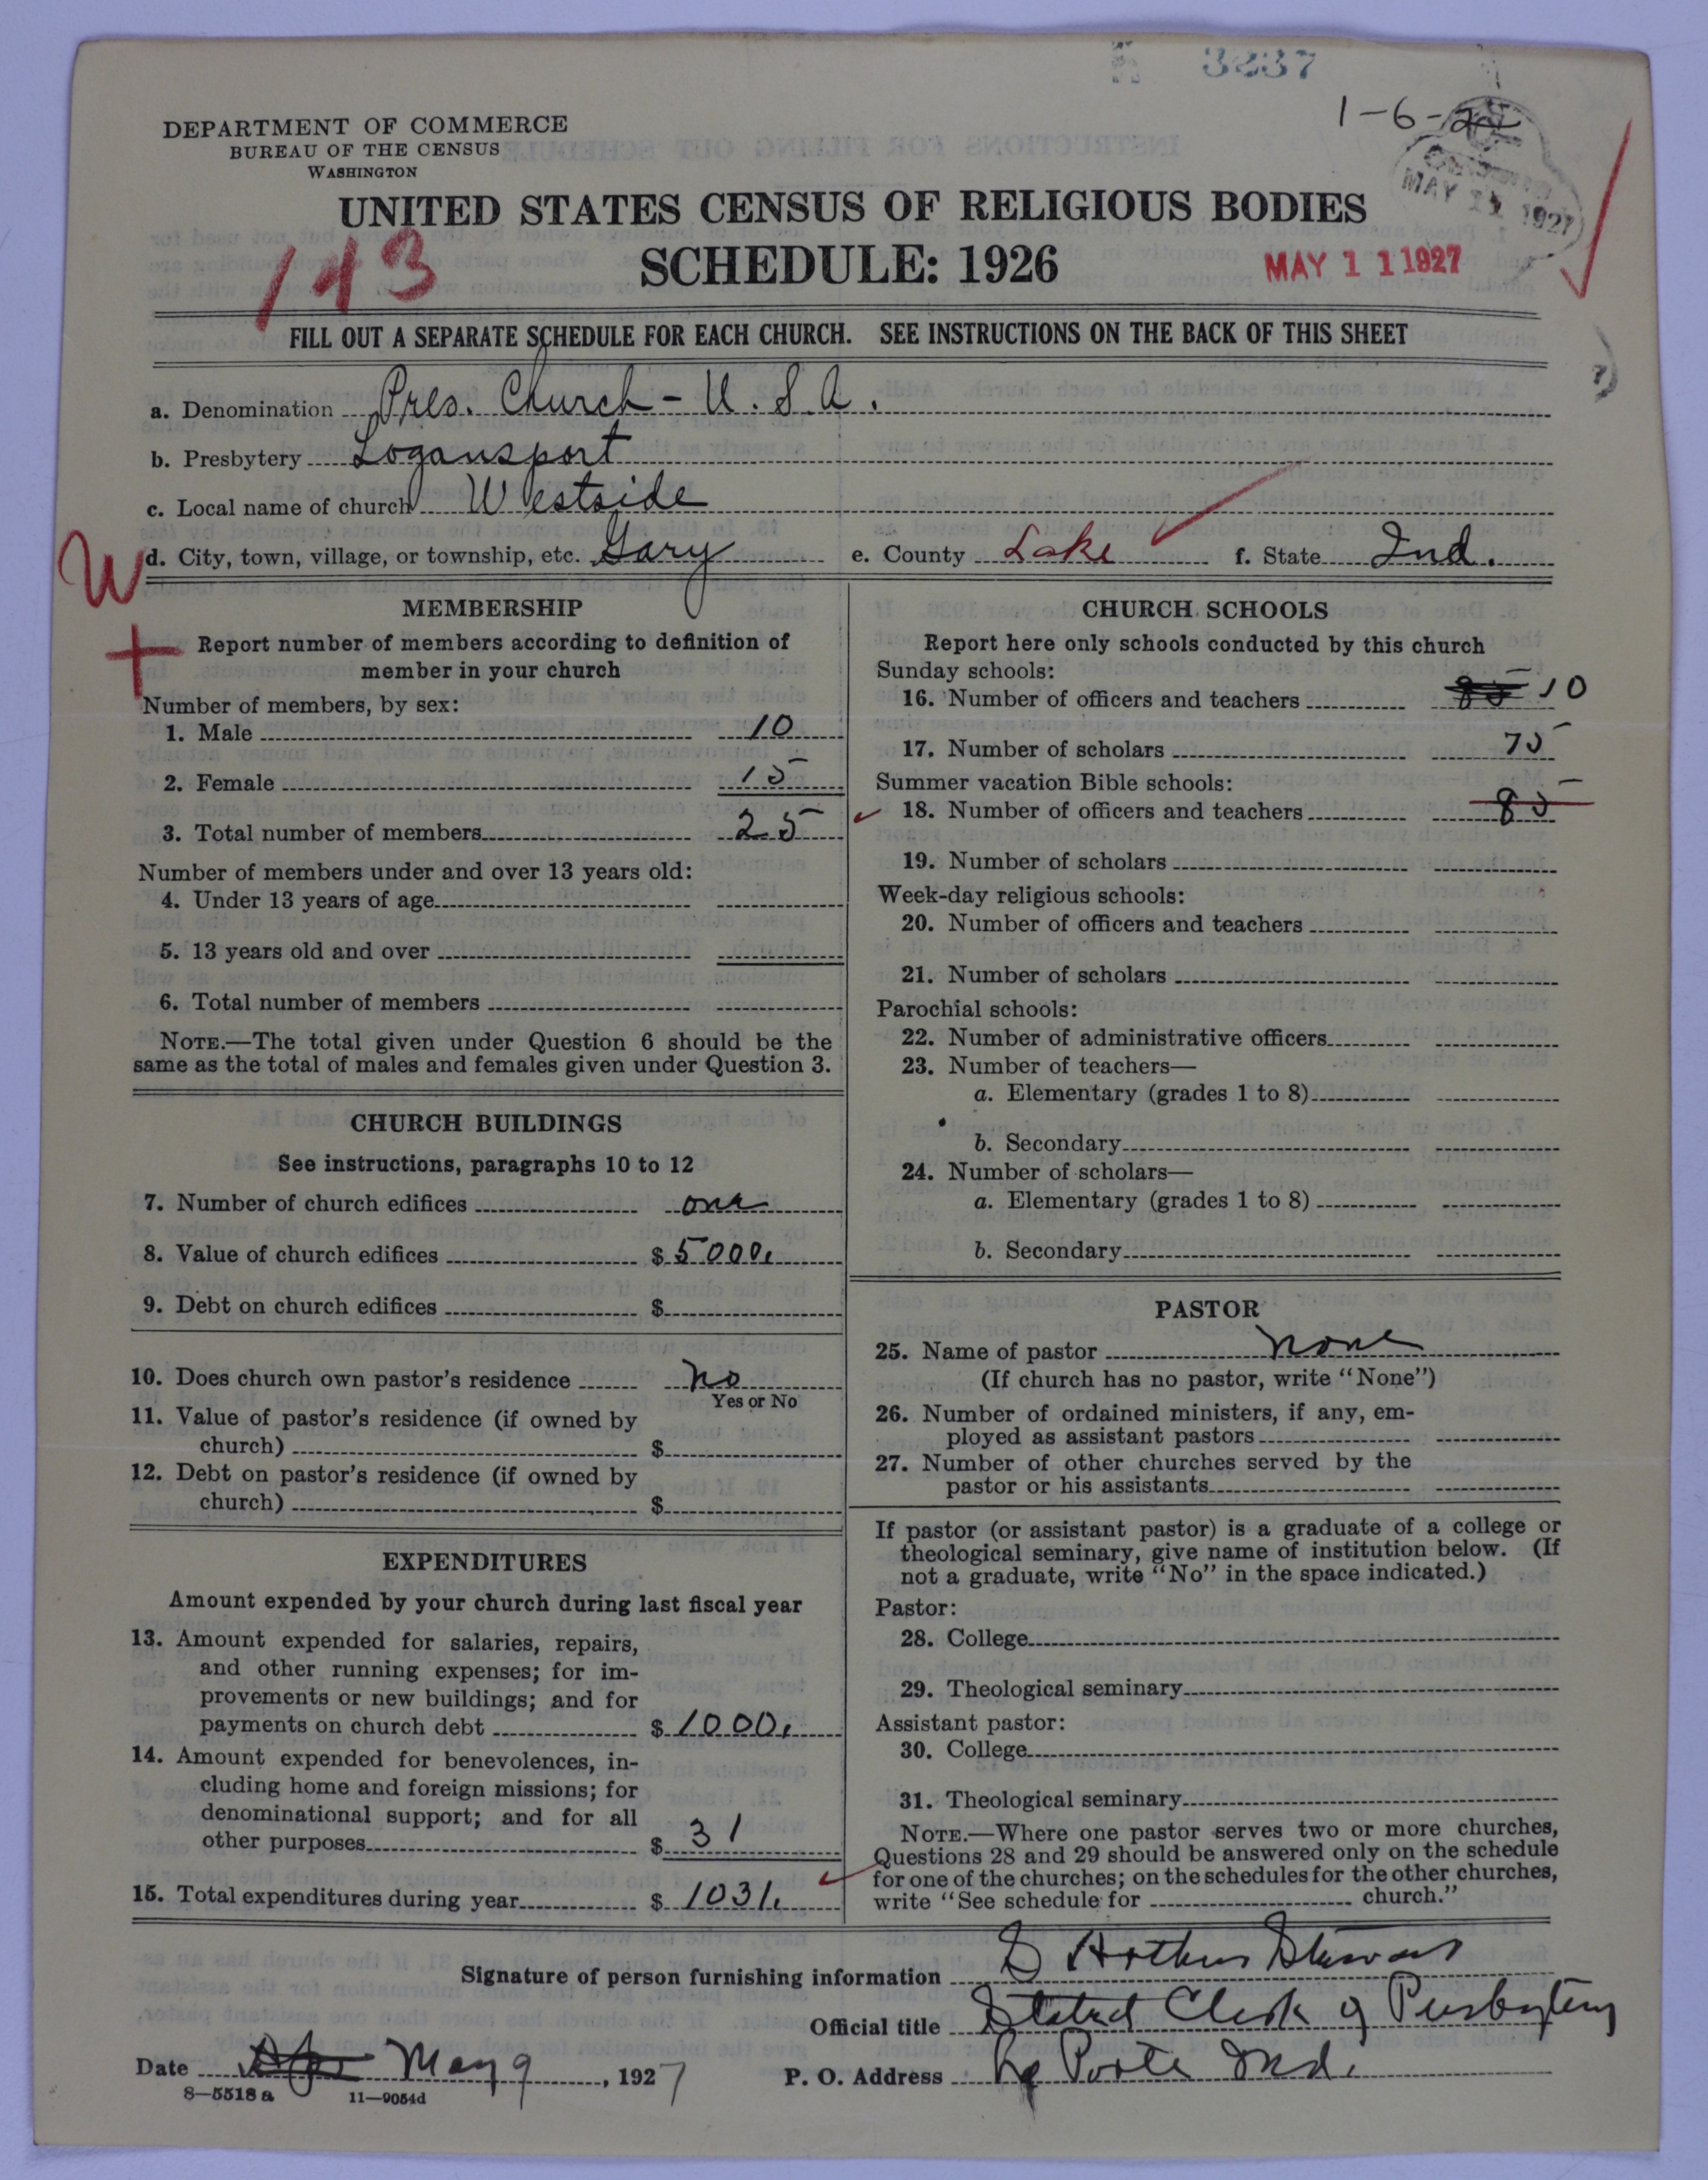 3237
1-6-
MAY 11 1927
DEPARTMENT OF COMMERCE
BUREAU OF THE CENSUS
WASHINGTON
UNITED STATES CENSUS OF RELIGIOUS BODIES
SCHEDULE: 1926
113
MAY 11 1927
FILL OUT A SEPARATE SCHEDULE FOR EACH CHURCH. SEE INSTRUCTIONS ON THE BACK OF THIS SHEET
a. Denomination Pres. Church - U. S. A.
b. Presbytery Logansport
c. Local name of church Westside
W
d. City, town, village, or township, etc. Gary e. County Lake f. State Ind.
MEMBERSHIP
Report number of members according to definition of
member in your church
Number of members, by sex:
1. Male 10
2. Female 15
3. Total number of members 25
Number of members under and over 13 years old:
4. Under 13 years of age
5. 13 years old and over
6. Total number of members
NOTE.—The total given under Question 6 should be the
same as the total of males and females given under Question 3.
CHURCH BUILDINGS
See instructions, paragraphs 10 to 12
7. Number of church edifices one
8. Value of church edifices $ 5000.
9. Debt on church edifices $
10. Does church own pastor's residence no
Yes or No
11. Value of pastor's residence (if owned by
church) $
12. Debt on pastor's residence (if owned by
church) $
EXPENDITURES
Amount expended by your church during last fiscal year
13. Amount expended for salaries, repairs,
and other running expenses; for im-
provements or new buildings; and for
payments on church debt $ 1000.
14. Amount expended for benevolences, in-
cluding home and foreign missions; for
denominational support; and for all
other purposes $ 31
15. Total expenditures during year $ 1031.
CHURCH SCHOOLS
Report here only schools conducted by this church
Sunday schools:
16. Number of officers and teachers 85 10
17. Number of scholars 75
Summer vacation Bible schools:
18. Number of officers and teachers 85
19. Number of scholars
Week-day religious schools:
20. Number of officers and teachers
21. Number of scholars
Parochial schools:
22. Number of administrative officers
23. Number of teachers—
a. Elementary (grades 1 to 8)
b. Secondary
24. Number of scholars—
a. Elementary (grades 1 to 8)
b. Secondary
PASTOR
25. Name of pastor none
(If church has no pastor, write "None")
26. Number of ordained ministers, if any, em-
ployed as assistant pastors
27. Number of other churches served by the
pastor or his assistants
If pastor (or assistant pastor) is a graduate of a college or
theological seminary, give name of institution below. (If
not a graduate, write "No" in the space indicated.)
Pastor:
28. College
29. Theological seminary
Assistant pastor:
30. College
31. Theological seminary
NOTE.—Where one pastor serves two or more churches,
Questions 28 and 29 should be answered only on the schedule
for one of the churches; on the schedules for the other churches,
write "See schedule for church."
Signature of person furnishing information D Arthur Stewart
Official title Stated Clerk of Presbytery
Date May 9, 1927 P. O. Address La Porte Ind.
8—5518 a 11—9054d